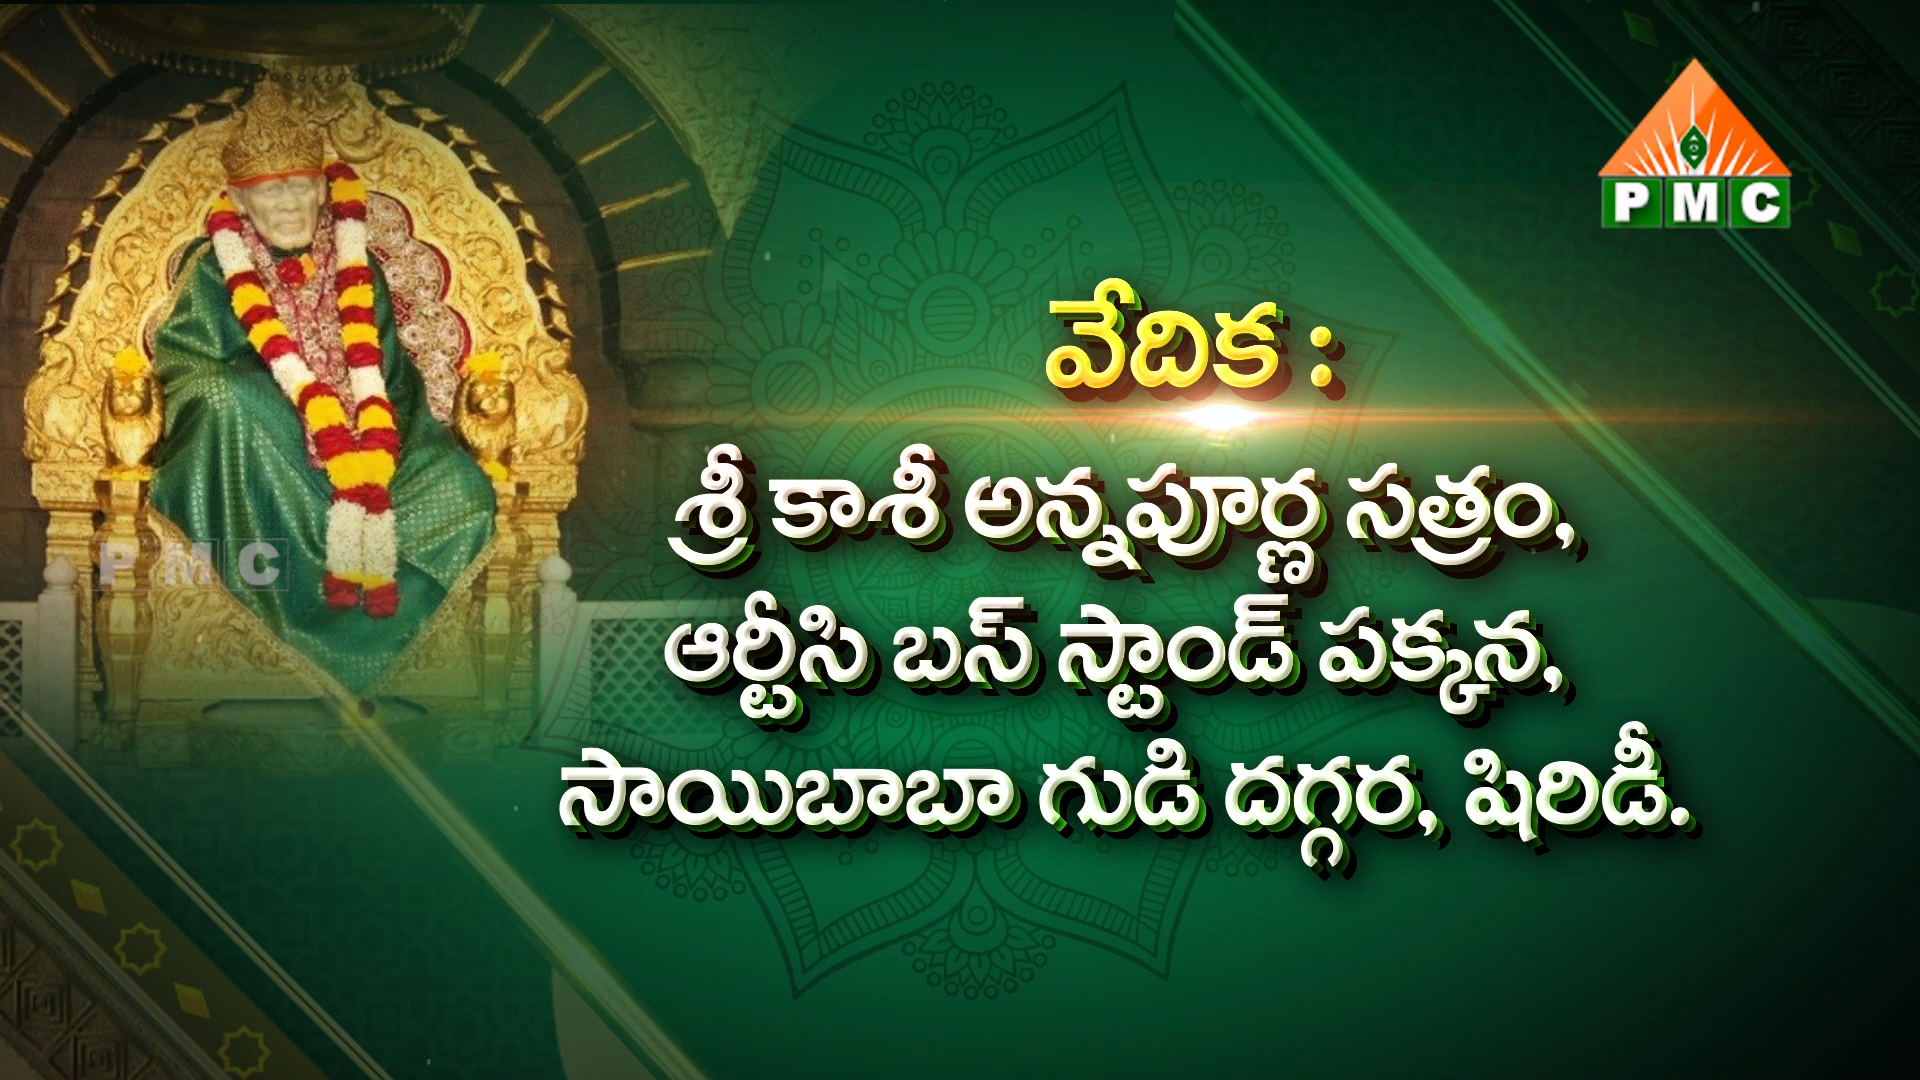 PMC
వేదిక :
శ్రీ కాశీ అన్నపూర్ణ సత్రం,
ఆర్టీసి బస్ స్టాండ్ పక్కన,
సాయిబాబా గుడి దగ్గర, షిరిడీ.
PMC